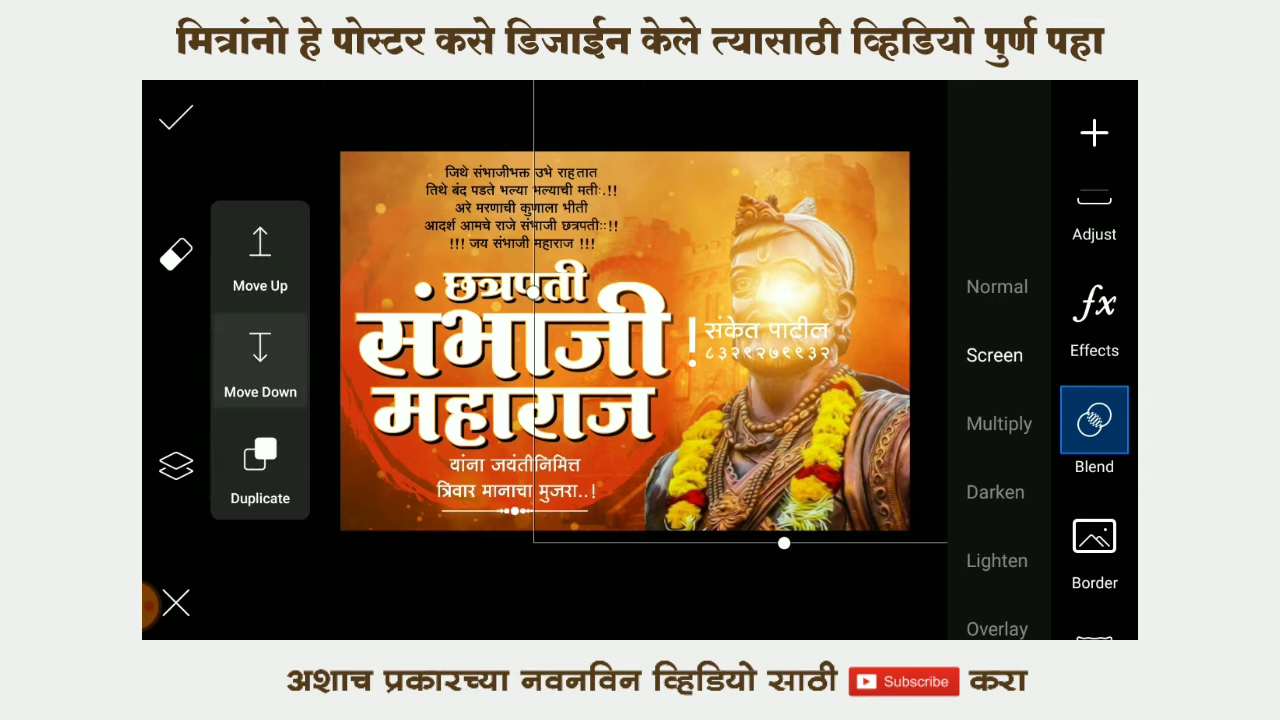 मित्रांनो हे पोस्टर कसे डिजाईन केले त्यासाठी व्हिडियो पुर्ण पहा
Move Up
Move Down
Duplicate
जिथे संभाजीभक्त उभे राहतात
तिथे बंद पडते भल्या भल्याची मतीः.!!
अरे मरणाची कुणाला भीती
आदर्श आमचे राजे संभाजी छत्रपतीः:!!
!!! जय संभाजी महाराज !!!
छत्रपती
संभाजी
महाराज
!
संकेत पाटील
८३२९२७९९३२
यांना जयंतीनिमित्त
त्रिवार मानाचा मुजरा..!
Normal
Screen
Multiply
Darken
Lighten
Overlay
Adjust
fx
Effects
Blend
Border
अशाच प्रकारच्या नवनविन व्हिडियो साठी Subscribe करा